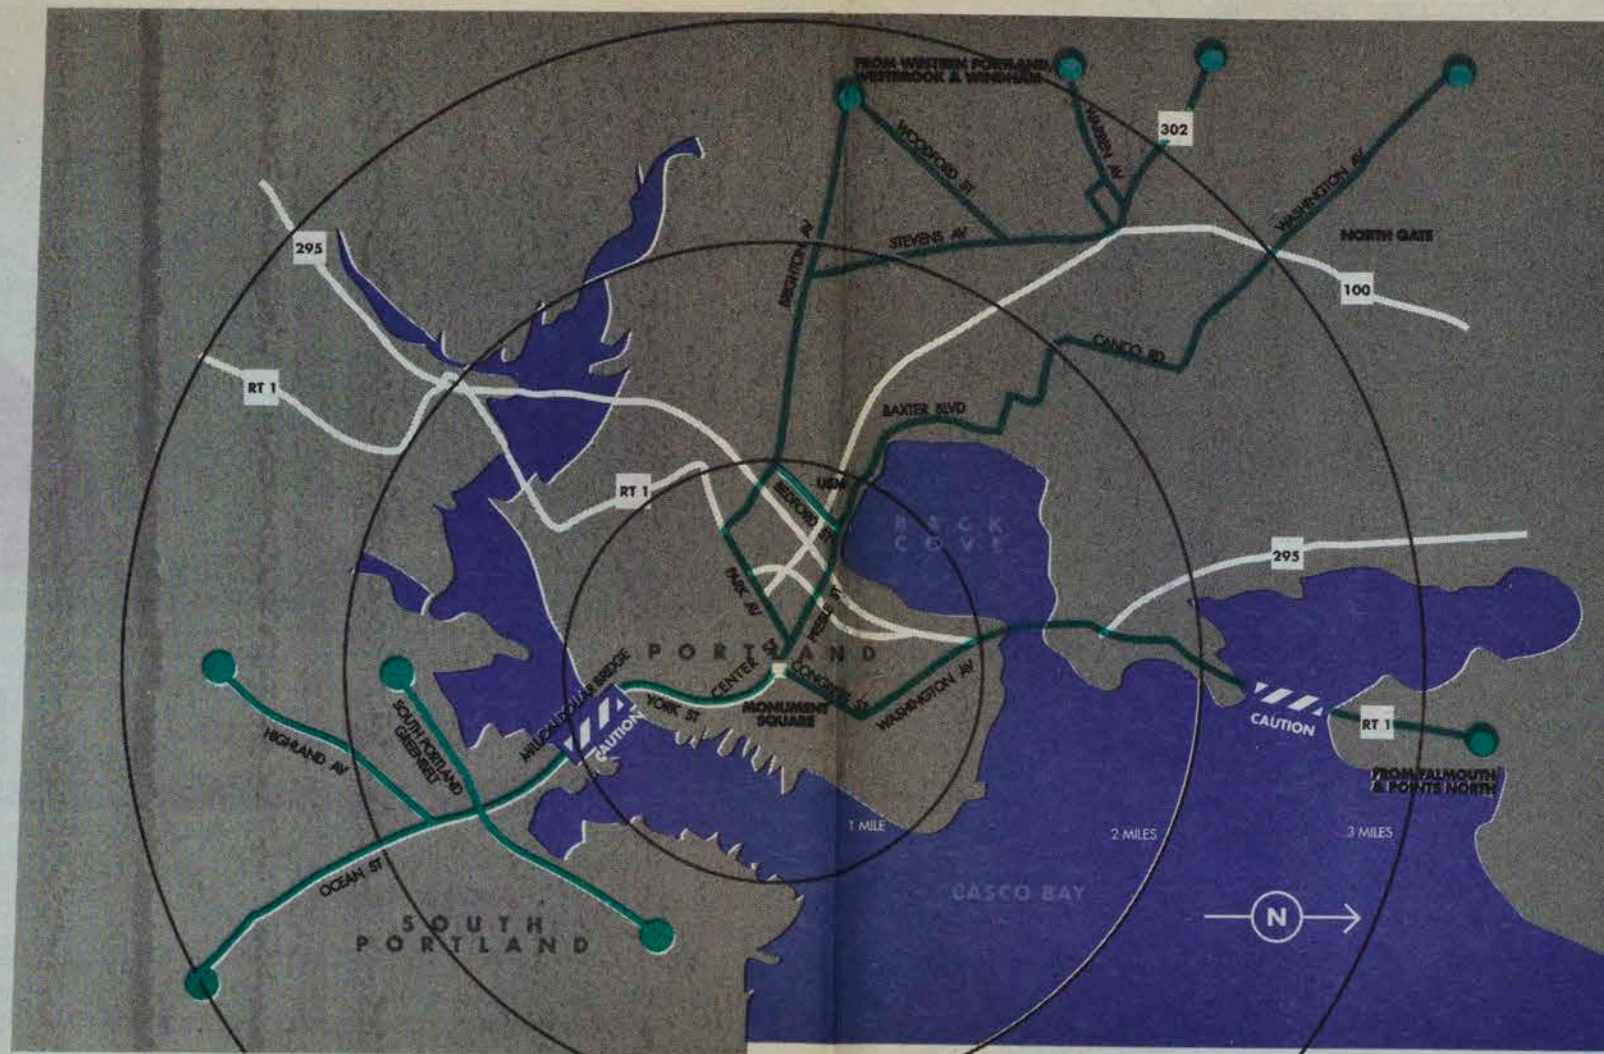 FROM WESTERN PORTLAND,
WESTBROOK & WINDHAM
WOODFORD ST
WARREN AV
302
WASHINGTON AV
NORTH GATE
100
STEVENS AV
BRIGHTON AV
295
RT 1
CANCO RD
BAXTER BLVD
RT 1
USM
BEDFORD ST
BACK
COVE
295
PARK AV
PREBLE ST
PORTLAND
CENTER ST
CONGRESS ST
WASHINGTON AV
YORK ST
MONUMENT
SQUARE
MILLION DOLLAR BRIDGE
CAUTION
CAUTION
RT 1
FROM FALMOUTH
& POINTS NORTH
HIGHLAND AV
SOUTH PORTLAND
GREENBELT
OCEAN ST
SOUTH
PORTLAND
1 MILE
2 MILES
3 MILES
CASCO BAY
N